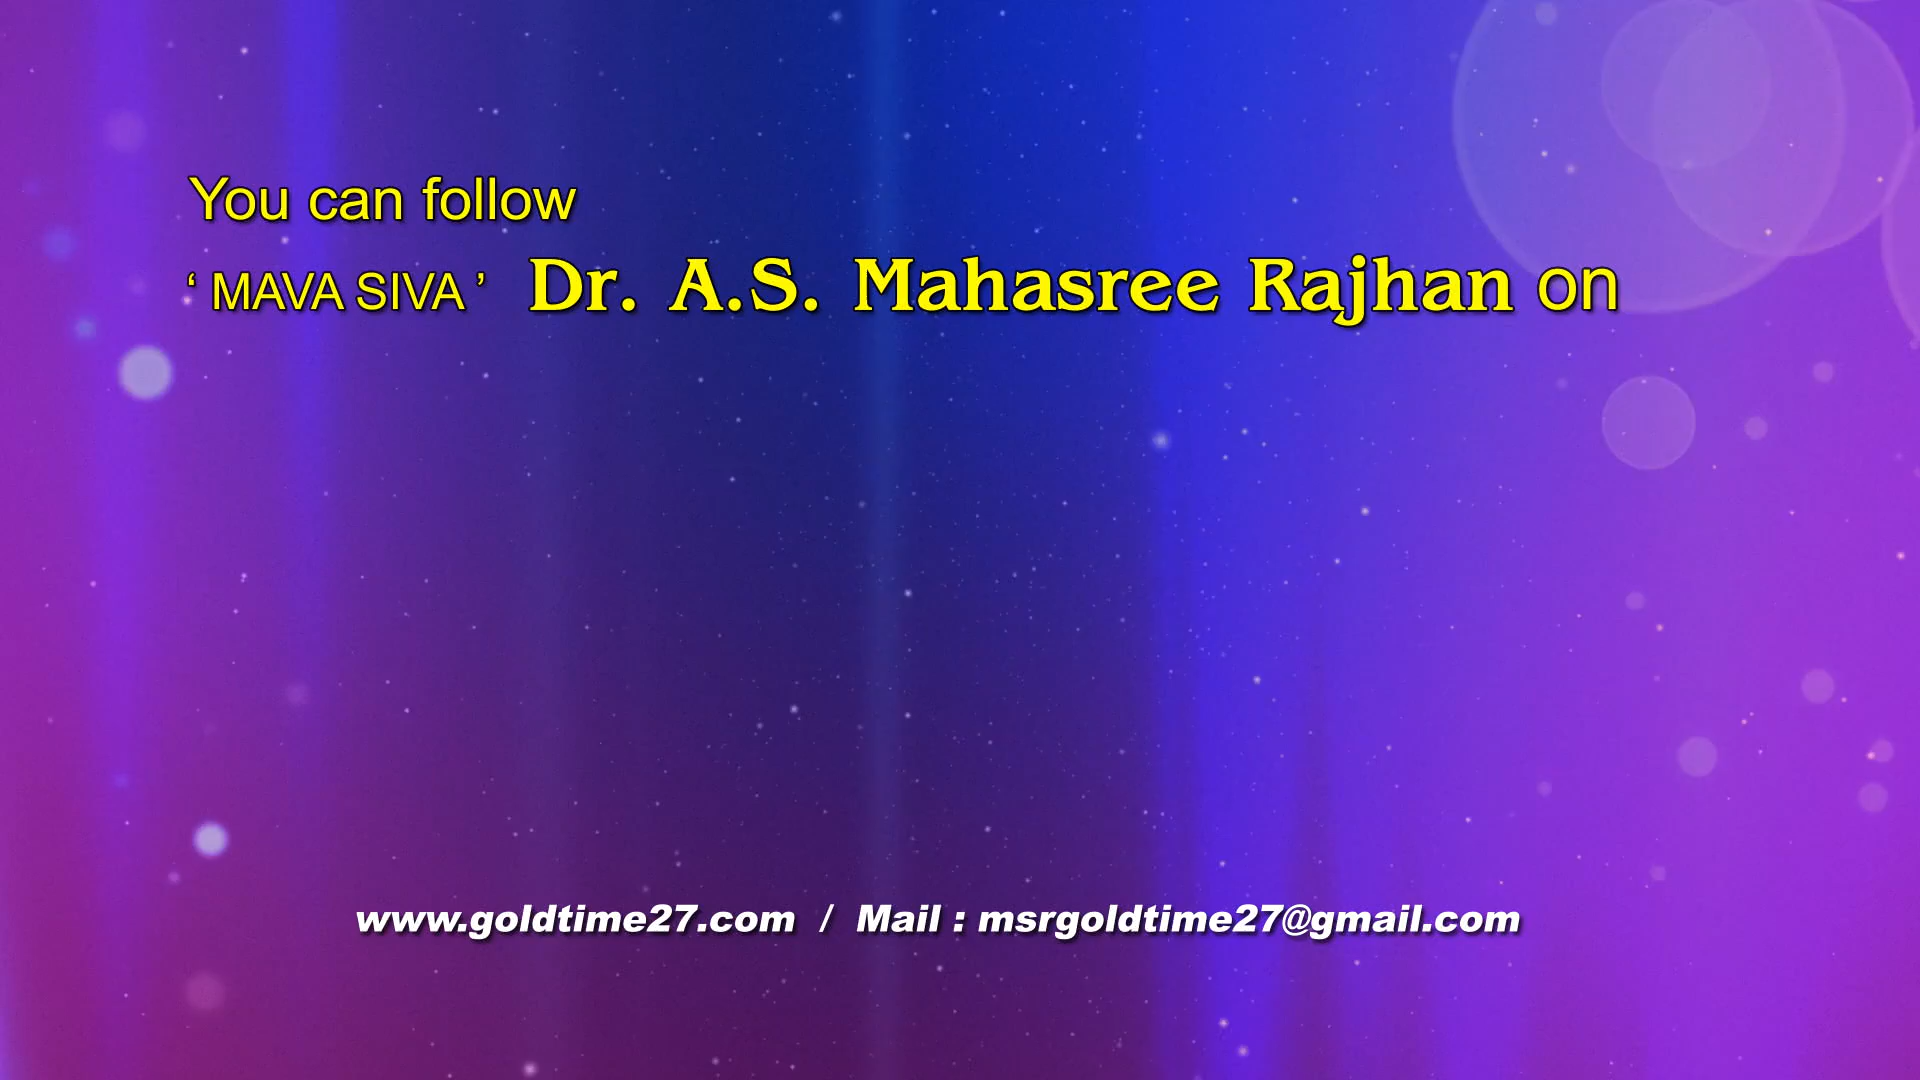 You can follow
‘ MAVA SIVA ’ Dr. A.S. Mahasree Rajhan on
www.goldtime27.com / Mail : msrgoldtime27@gmail.com